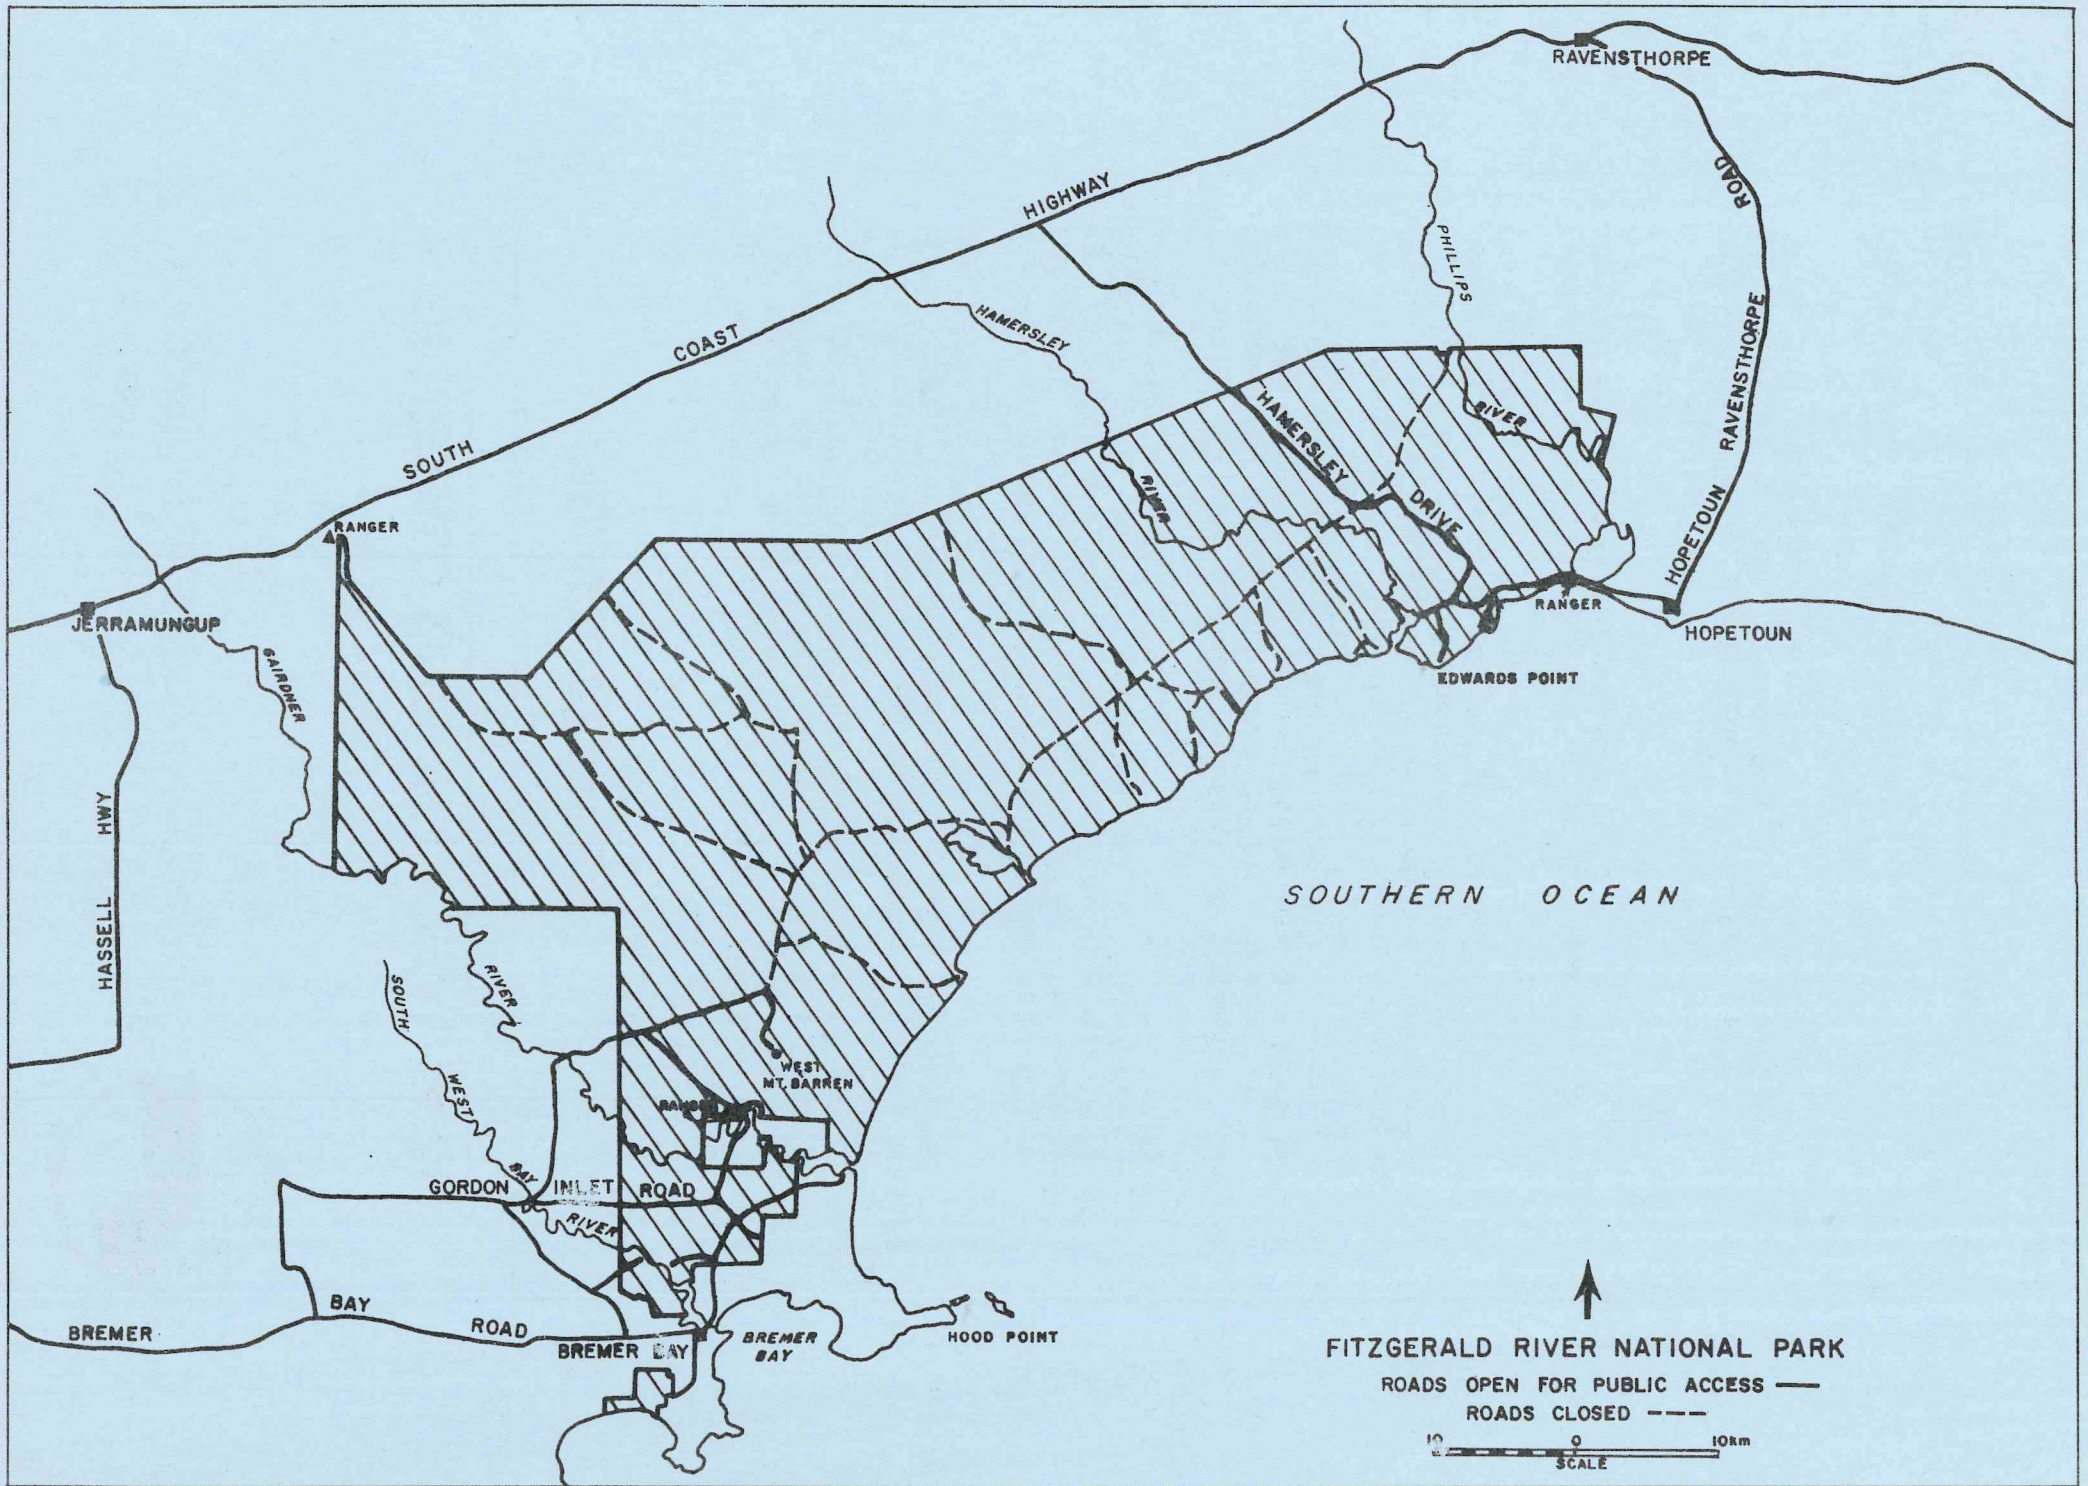 RAVENSTHORPE
ROAD
HIGHWAY
PHILLIPS
HAMERSLEY
COAST
RAVENSTHORPE
HAMERSLEY
RIVER
SOUTH
RIVER
DRIVE
HOPETOUN
RANGER
JERRAMUNGUP
RANGER
HOPETOUN
GAIRDNER
EDWARDS POINT
HASSELL HWY
SOUTHERN OCEAN
RIVER
SOUTH
WEST
BAY
RIVER
WEST
MT. BARREN
GORDON INLET ROAD
BAY
BREMER
ROAD
BREMER BAY
BREMER
BAY
HOOD POINT
FITZGERALD RIVER NATIONAL PARK
ROADS OPEN FOR PUBLIC ACCESS
ROADS CLOSED
10 0 10km
SCALE